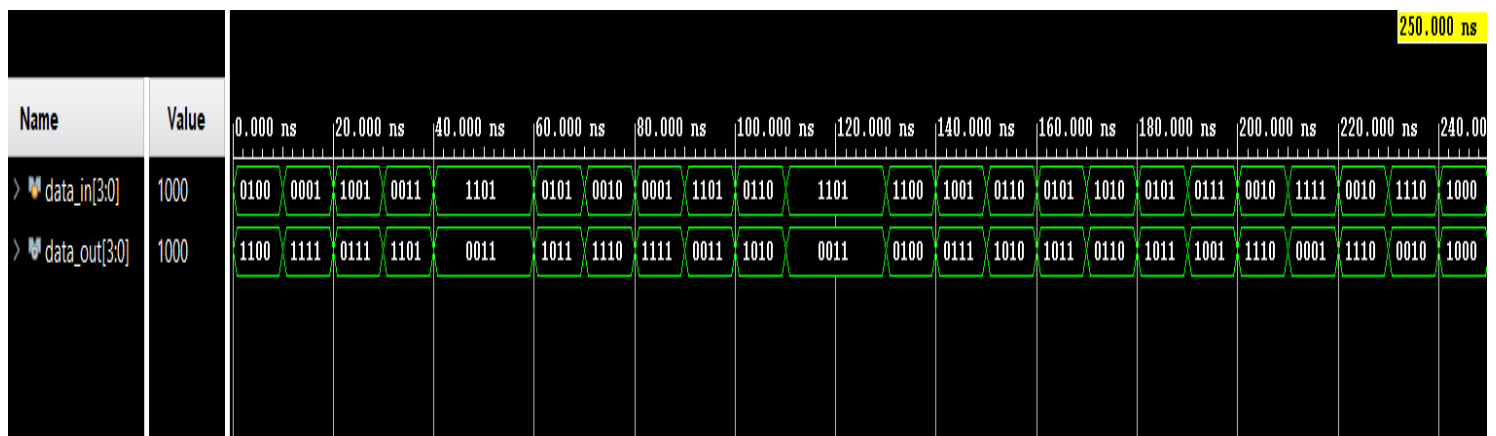 250.000 ns
Name Value 0.000 ns 20.000 ns 40.000 ns 60.000 ns 80.000 ns 100.000 ns 120.000 ns 140.000 ns 160.000 ns 180.000 ns 200.000 ns 220.000 ns 240.00
data_in[3:0] 1000 0100 0001 1001 0011 1101 0101 0010 0001 1101 0110 1101 1100 1001 0110 0101 1010 0101 0111 0010 1111 0010 1110 1000
data_out[3:0] 1000 1100 1111 0111 1101 0011 1011 1110 1111 0011 1010 0011 0100 0111 1010 1011 0110 1011 1001 1110 0001 1110 0010 1000